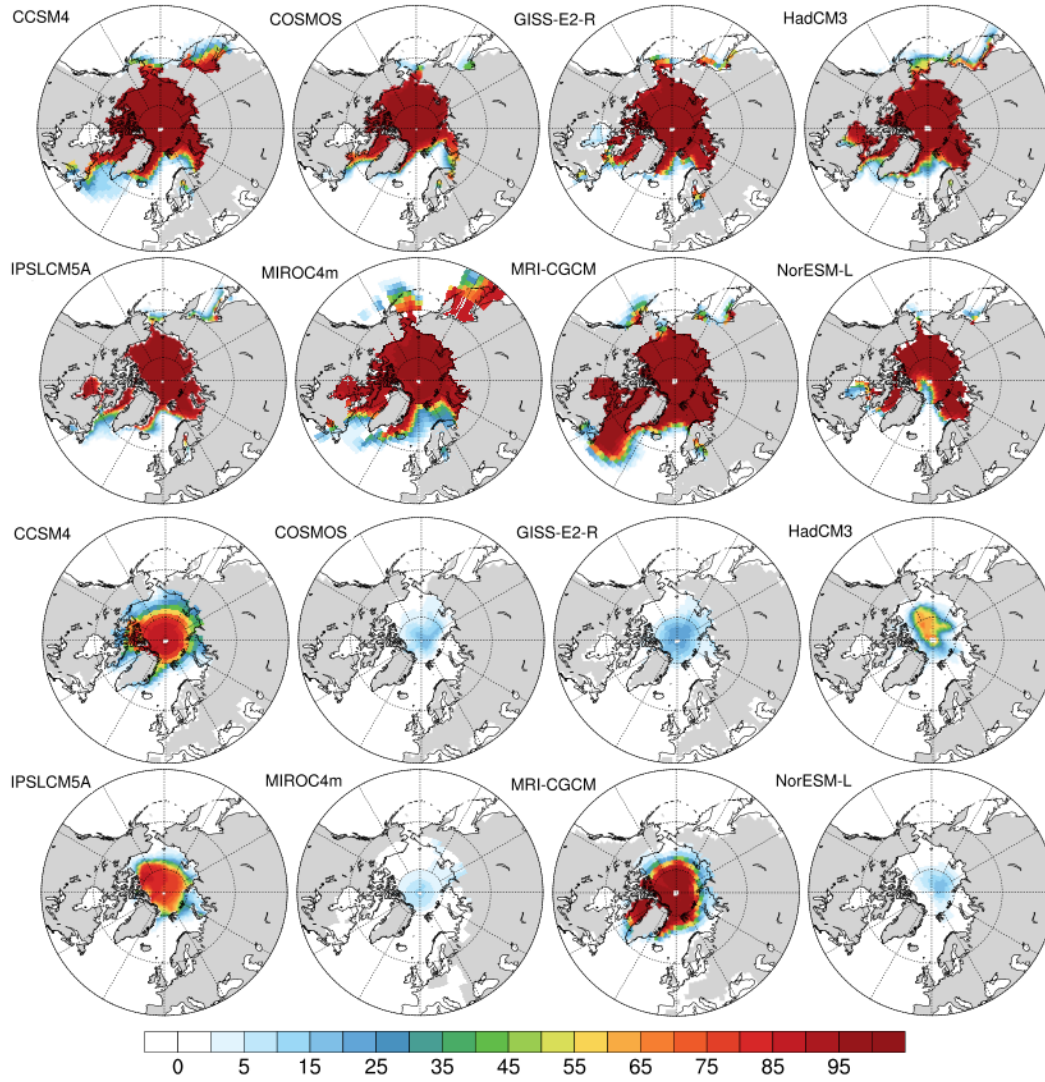 CCSM4 COSMOS GISS-E2-R HadCM3
IPSLCM5A MIROC4m MRI-CGCM NorESM-L
CCSM4 COSMOS GISS-E2-R HadCM3
IPSLCM5A MIROC4m MRI-CGCM NorESM-L
0 5 15 25 35 45 55 65 75 85 95